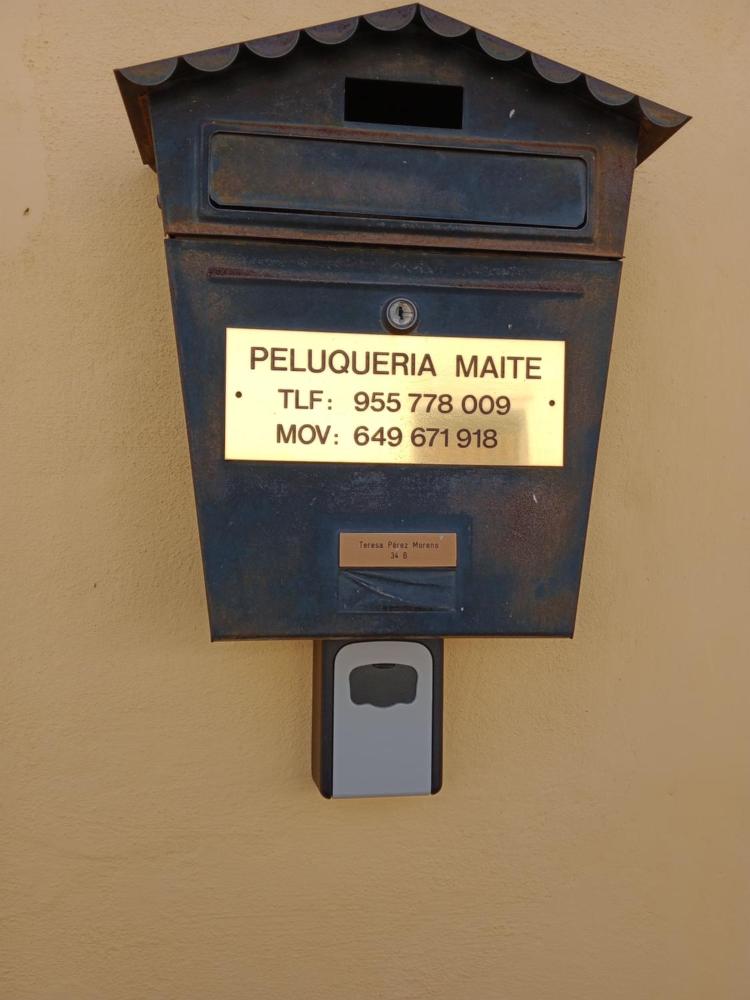 PELUQUERIA MAITE
TLF: 955 778 009
MOV: 649 671 918
Teresa Pérez Moreno
34 B